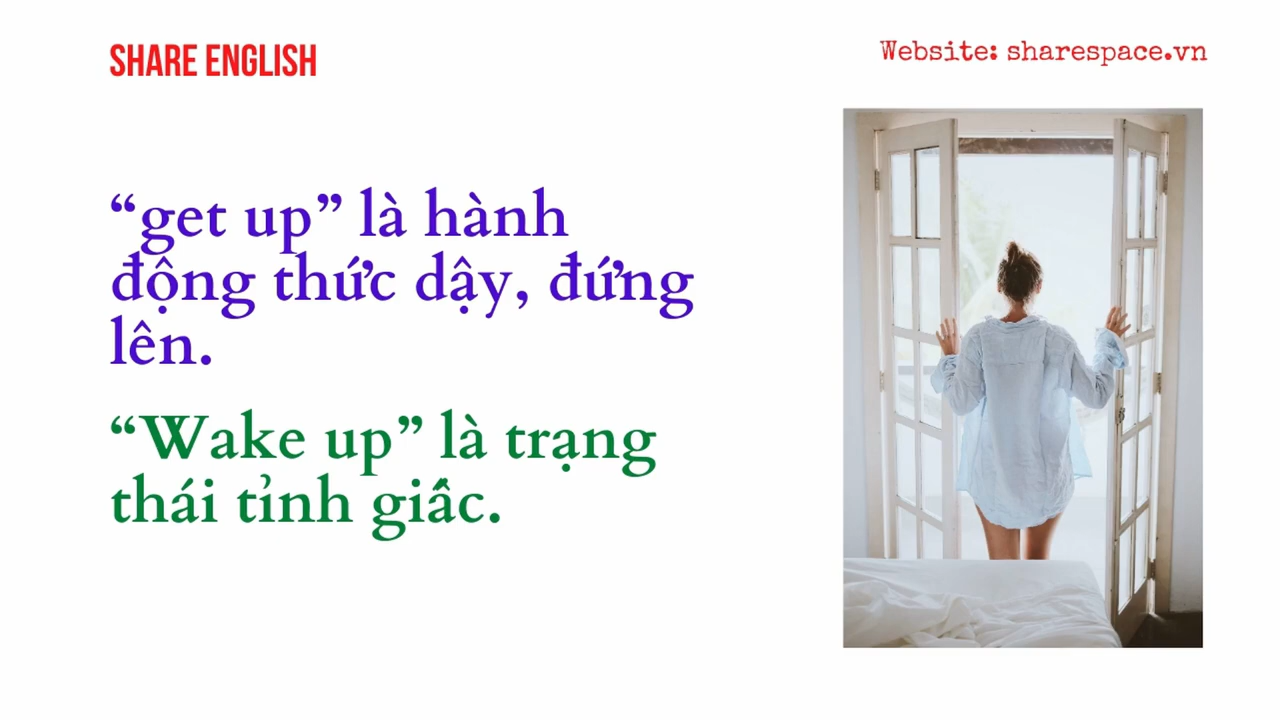 SHARE ENGLISH
Website: sharespace.vn
“get up” là hành
động thức dậy, đứng
lên.
“Wake up” là trạng
thái tỉnh giấc.